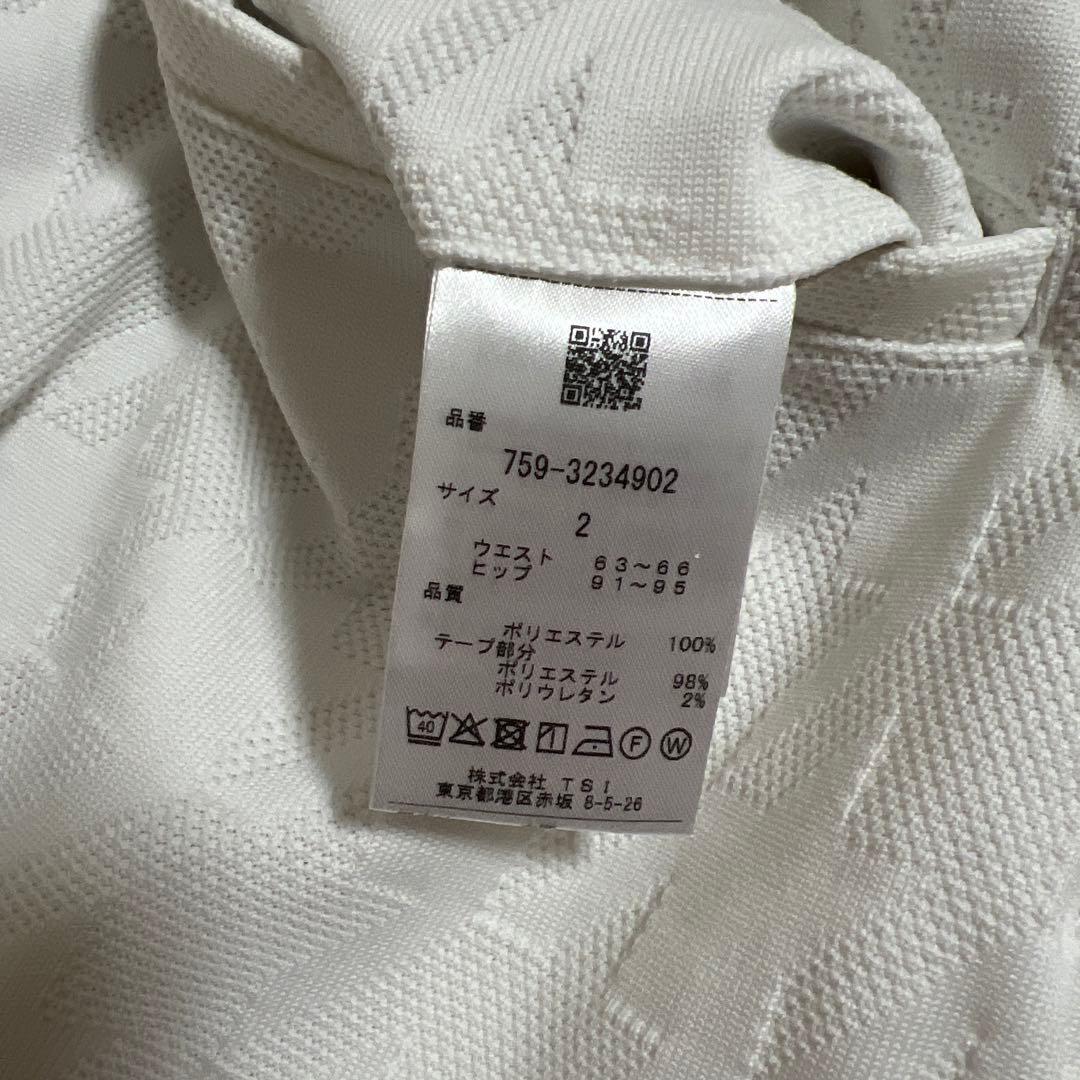 品番
759-3234902
サイズ
2
ウエスト 63~66
ヒップ 91~95
品質
ポリエステル 100%
テープ部分
ポリエステル 98%
ポリウレタン 2%
40 F W
株式会社 TSI
東京都港区赤坂 8-5-26